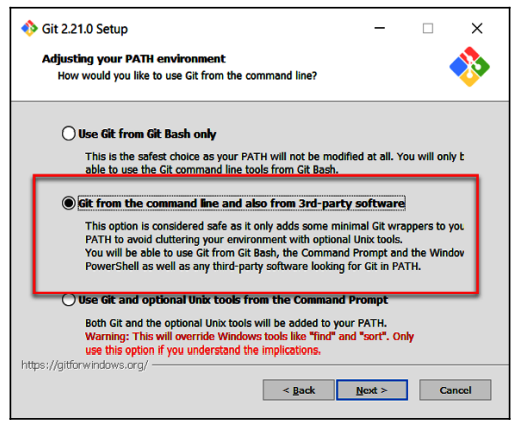 Git 2.21.0 Setup
Adjusting your PATH environment
How would you like to use Git from the command line?
Use Git from Git Bash only
This is the safest choice as your PATH will not be modified at all. You will only
able to use the Git command line tools from Git Bash.
Git from the command line and also from 3rd-party software
This option is considered safe as it only adds some minimal Git wrappers to
PATH to avoid cluttering your environment with optional Unix tools.
You will be able to use Git from Git Bash, the Command Prompt and the
PowerShell as well as any third-party software looking for Git in PATH.
Use Git and optional Unix tools from the Command Prompt
Both Git and the optional Unix tools will be added to your PATH.
Warning: This will override Windows tools like "find" and "sort". Only
use this option if you understand the implications.
https://gitforwindows.org/
< Back Next > Cancel